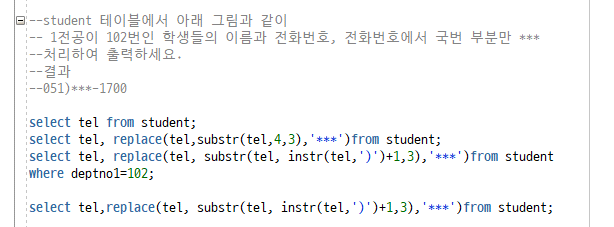 --student 테이블에서 아래 그림과 같이
-- 1전공이 102번인 학생들의 이름과 전화번호, 전화번호에서 국번 부분만 ***
--처리하여 출력하세요.
--결과
--051)***-1700
select tel from student;
select tel, replace(tel,substr(tel,4,3),'***')from student;
select tel, replace(tel, substr(tel, instr(tel,')')+1,3),'***')from student
where deptno1=102;
select tel,replace(tel, substr(tel, instr(tel,')')+1,3),'***')from student;